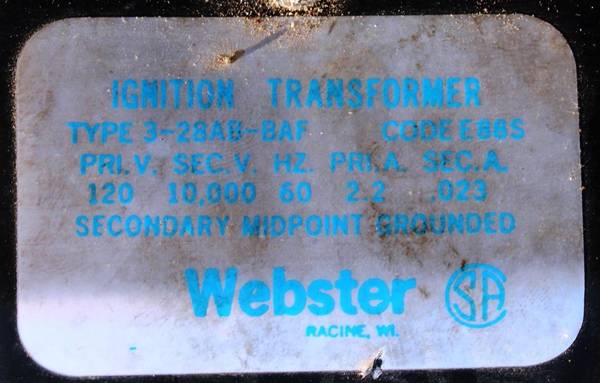 IGNITION TRANSFORMER
TYPE 3-28AB-BAF CODE E88S
PRI.V. SEC.V. HZ. PRI.A. SEC.A.
120 10,000 60 2.2 .023
SECONDARY MIDPOINT GROUNDED
Webster
RACINE, WI.
SA